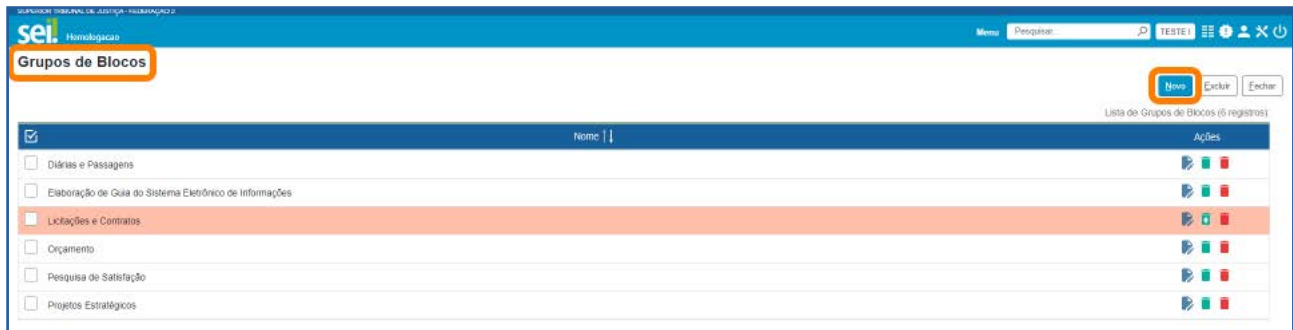 SUPERIOR TRIBUNAL DE JUSTIÇA - FEDERAÇÃO 2
sei. Homologacao Menu Pesquisar... TESTE I
Grupos de Blocos
Novo Excluir Fechar
Lista de Grupos de Blocos (6 registros):
Nome Ações
Diárias e Passagens
Elaboração de Guia do Sistema Eletrônico de Informações
Licitações e Contratos
Orçamento
Pesquisa de Satisfação
Projetos Estratégicos